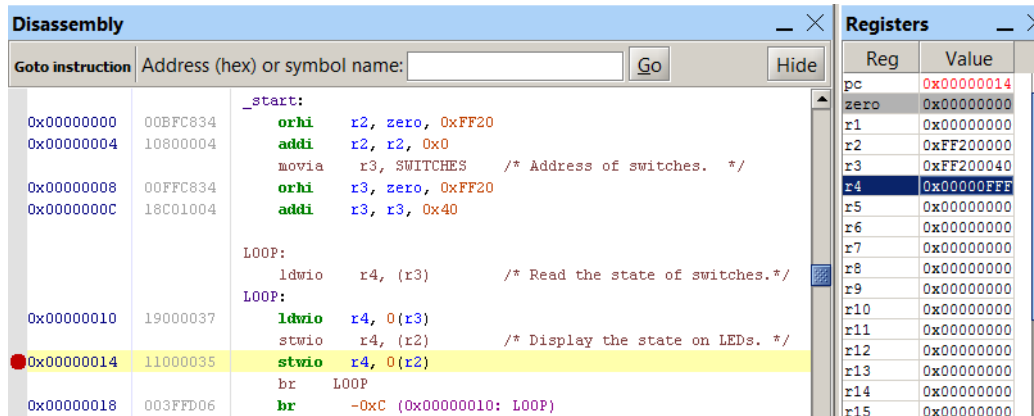 Disassembly
Goto instruction Address (hex) or symbol name: Go Hide
_start:
0x00000000 00BFC834 orhi r2, zero, 0xFF20
0x00000004 10800004 addi r2, r2, 0x0
movia r3, SWITCHES /* Address of switches. */
0x00000008 00FFC834 orhi r3, zero, 0xFF20
0x0000000C 18C01004 addi r3, r3, 0x40
LOOP:
ldwio r4, (r3) /* Read the state of switches.*/
LOOP:
0x00000010 19000037 ldwio r4, 0(r3)
stwio r4, (r2) /* Display the state on LEDs. */
0x00000014 11000035 stwio r4, 0(r2)
br LOOP
0x00000018 003FFD06 br -0xC (0x00000010: LOOP)
Registers
Reg Value
pc 0x00000014
zero 0x00000000
r1 0x00000000
r2 0xFF200000
r3 0xFF200040
r4 0x00000FFF
r5 0x00000000
r6 0x00000000
r7 0x00000000
r8 0x00000000
r9 0x00000000
r10 0x00000000
r11 0x00000000
r12 0x00000000
r13 0x00000000
r14 0x00000000
r15 0x00000000